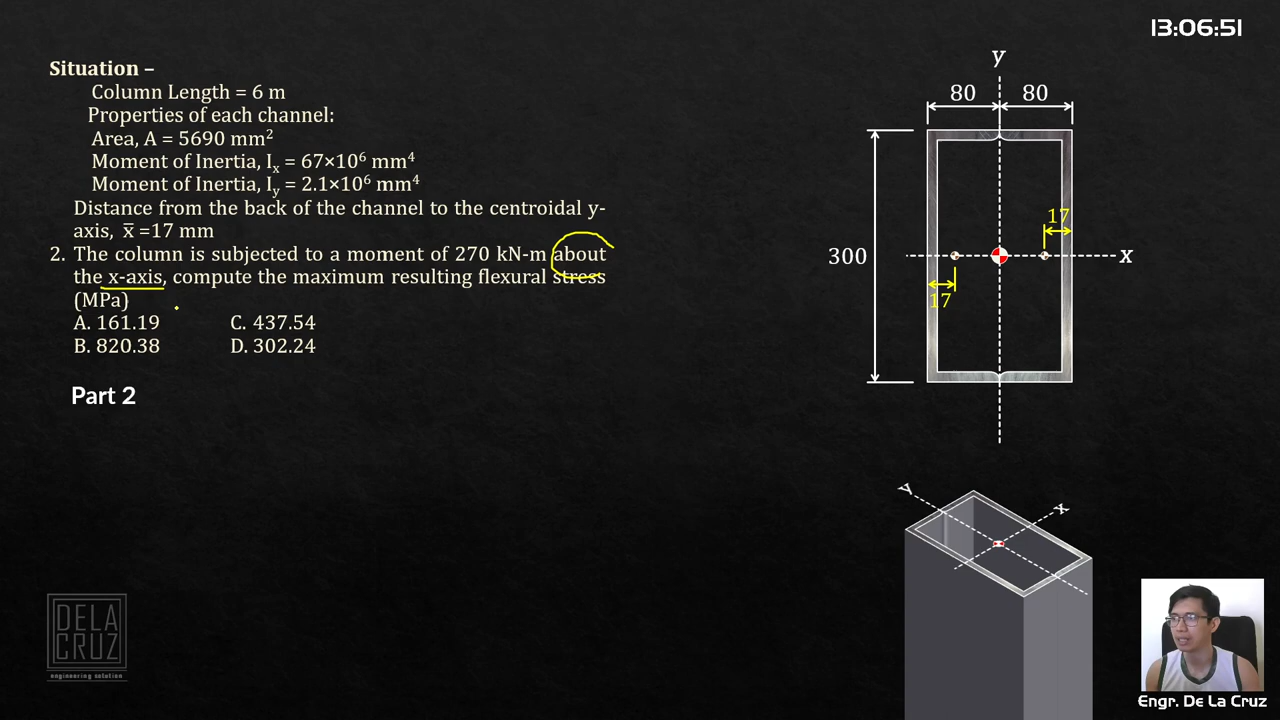 13:06:51
Situation –
Column Length = 6 m
Properties of each channel:
Area, A = 5690 mm²
Moment of Inertia, Iₓ = 67×10⁶ mm⁴
Moment of Inertia, Iᵧ = 2.1×10⁶ mm⁴
Distance from the back of the channel to the centroidal y-
axis, x̅ =17 mm
2. The column is subjected to a moment of 270 kN-m about
the x-axis, compute the maximum resulting flexural stress
(MPa)
A. 161.19 C. 437.54
B. 820.38 D. 302.24
Part 2
y
80 80
17
300
x
17
y
x
DELA
CRUZ
engineering solution
Engr. De La Cruz